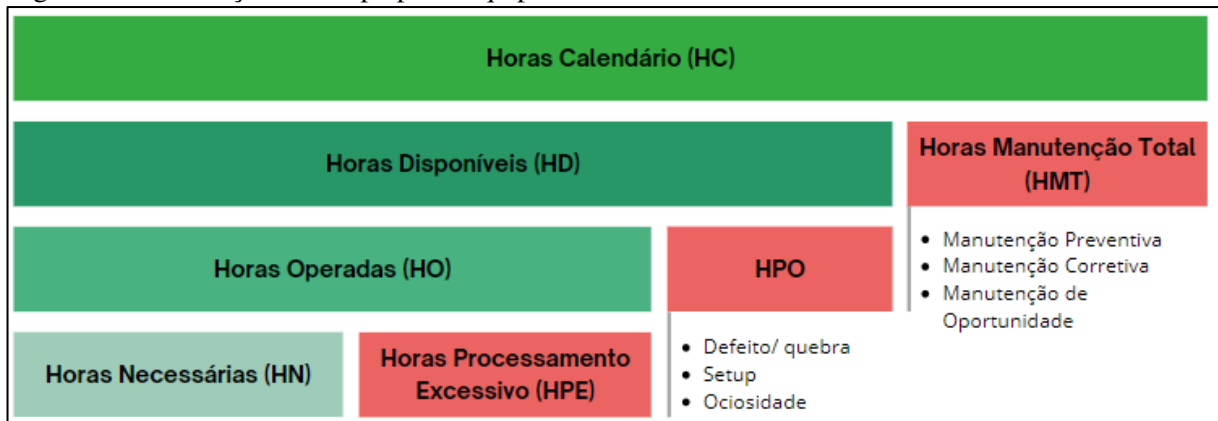 Horas Calendário (HC)
Horas Disponíveis (HD)
Horas Manutenção Total
(HMT)
Horas Operadas (HO)
HPO
• Manutenção Preventiva
• Manutenção Corretiva
• Manutenção de
Oportunidade
Horas Necessárias (HN)
Horas Processamento
Excessivo (HPE)
• Defeito/ quebra
• Setup
• Ociosidade